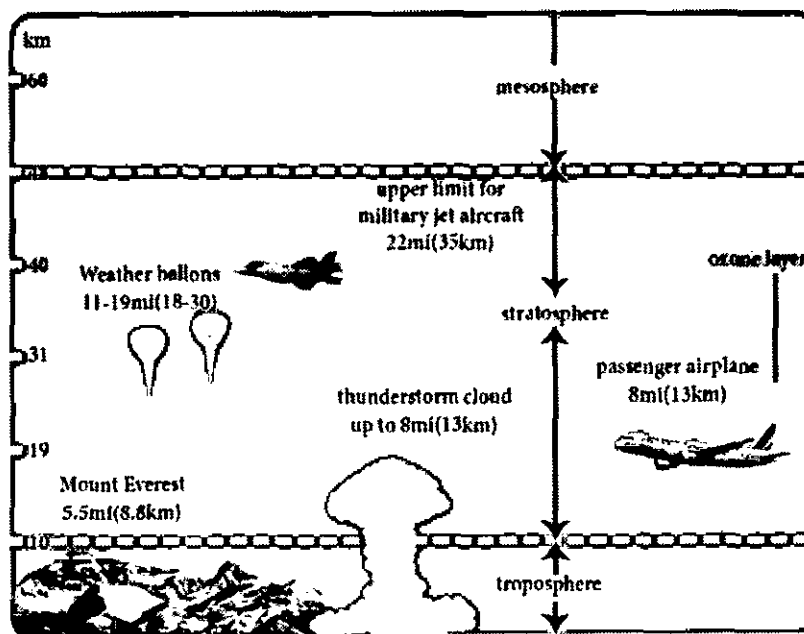 km
60
mesosphere
upper limit for
military jet aircraft
22mi(35km)
40
Weather ballons
11-19mi(18-30)
ozone layer
stratosphere
31
passenger airplane
8mi(13km)
thunderstorm cloud
up to 8mi(13km)
19
Mount Everest
5.5mi(8.8km)
10
troposphere